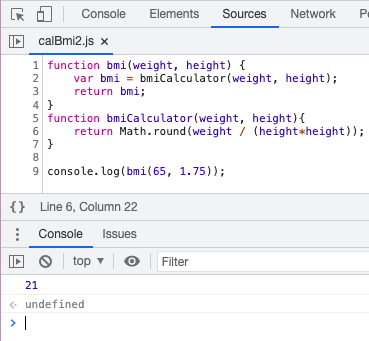 Console Elements Sources Network P
calBmi2.js ×
1 function bmi(weight, height) {
2     var bmi = bmiCalculator(weight, height);
3     return bmi;
4 }
5 function bmiCalculator(weight, height){
6     return Math.round(weight / (height*height));
7 }
8
9 console.log(bmi(65, 1.75));
{} Line 6, Column 22
Console Issues
top ▾ Filter
21
undefined
>